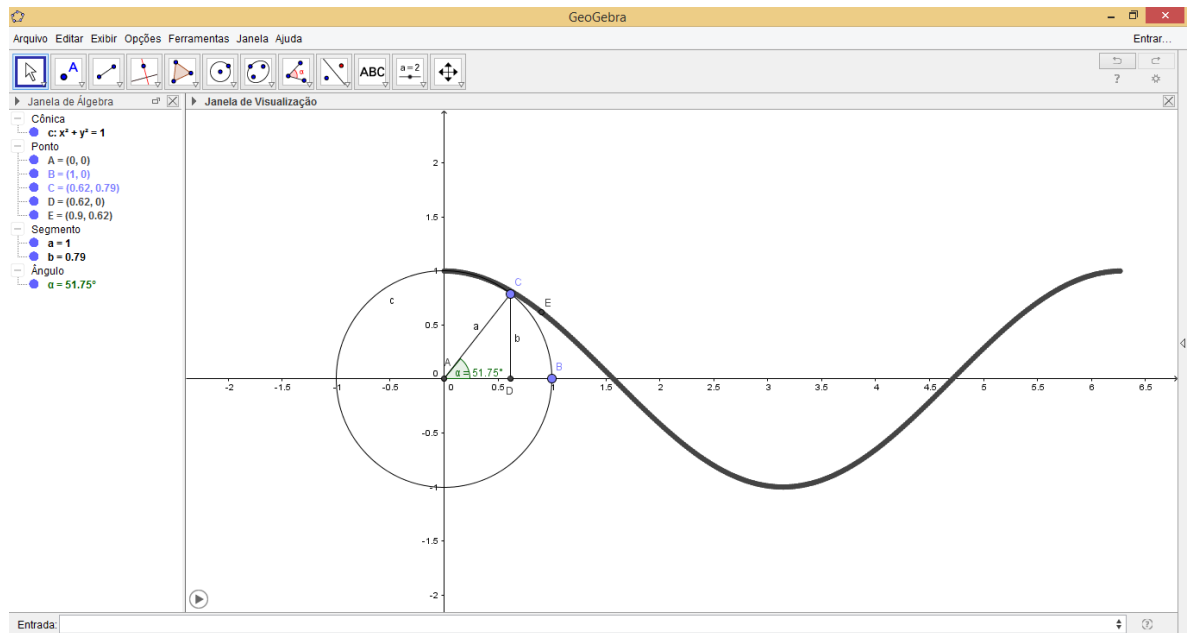 GeoGebra
Arquivo Editar Exibir Opções Ferramentas Janela Ajuda
Entrar...
A
α
ABC
a=2
?
Janela de Álgebra
Janela de Visualização
Cônica
c: x² + y² = 1
Ponto
A = (0, 0)
B = (1, 0)
C = (0.62, 0.79)
D = (0.62, 0)
E = (0.9, 0.62)
Segmento
a = 1
b = 0.79
Ângulo
α = 51.75°
2
1.5
1
0.5
0
-0.5
-1
-1.5
-2
-2 -1.5 -1 -0.5 0 0.5 1 1.5 2 2.5 3 3.5 4 4.5 5 5.5 6 6.5
c
C
E
a
b
A
α = 51.75°
B
D
Entrada:
?